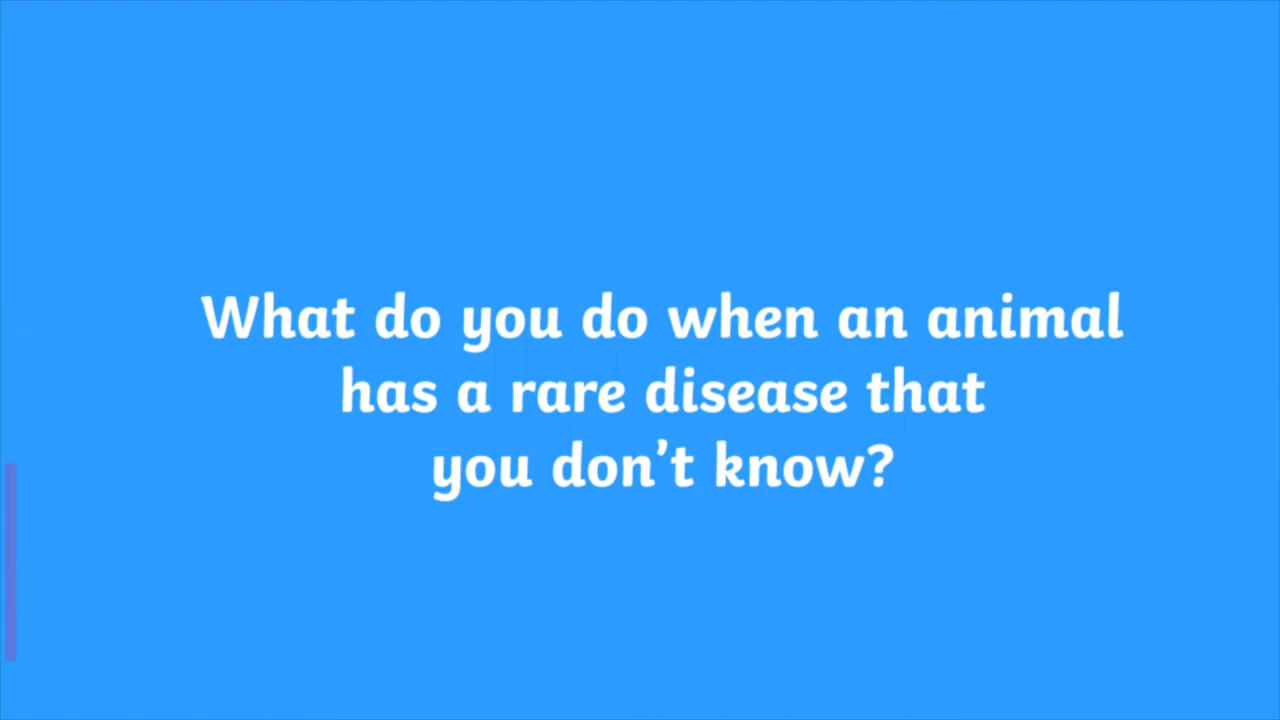 What do you do when an animal
has a rare disease that
you don’t know?